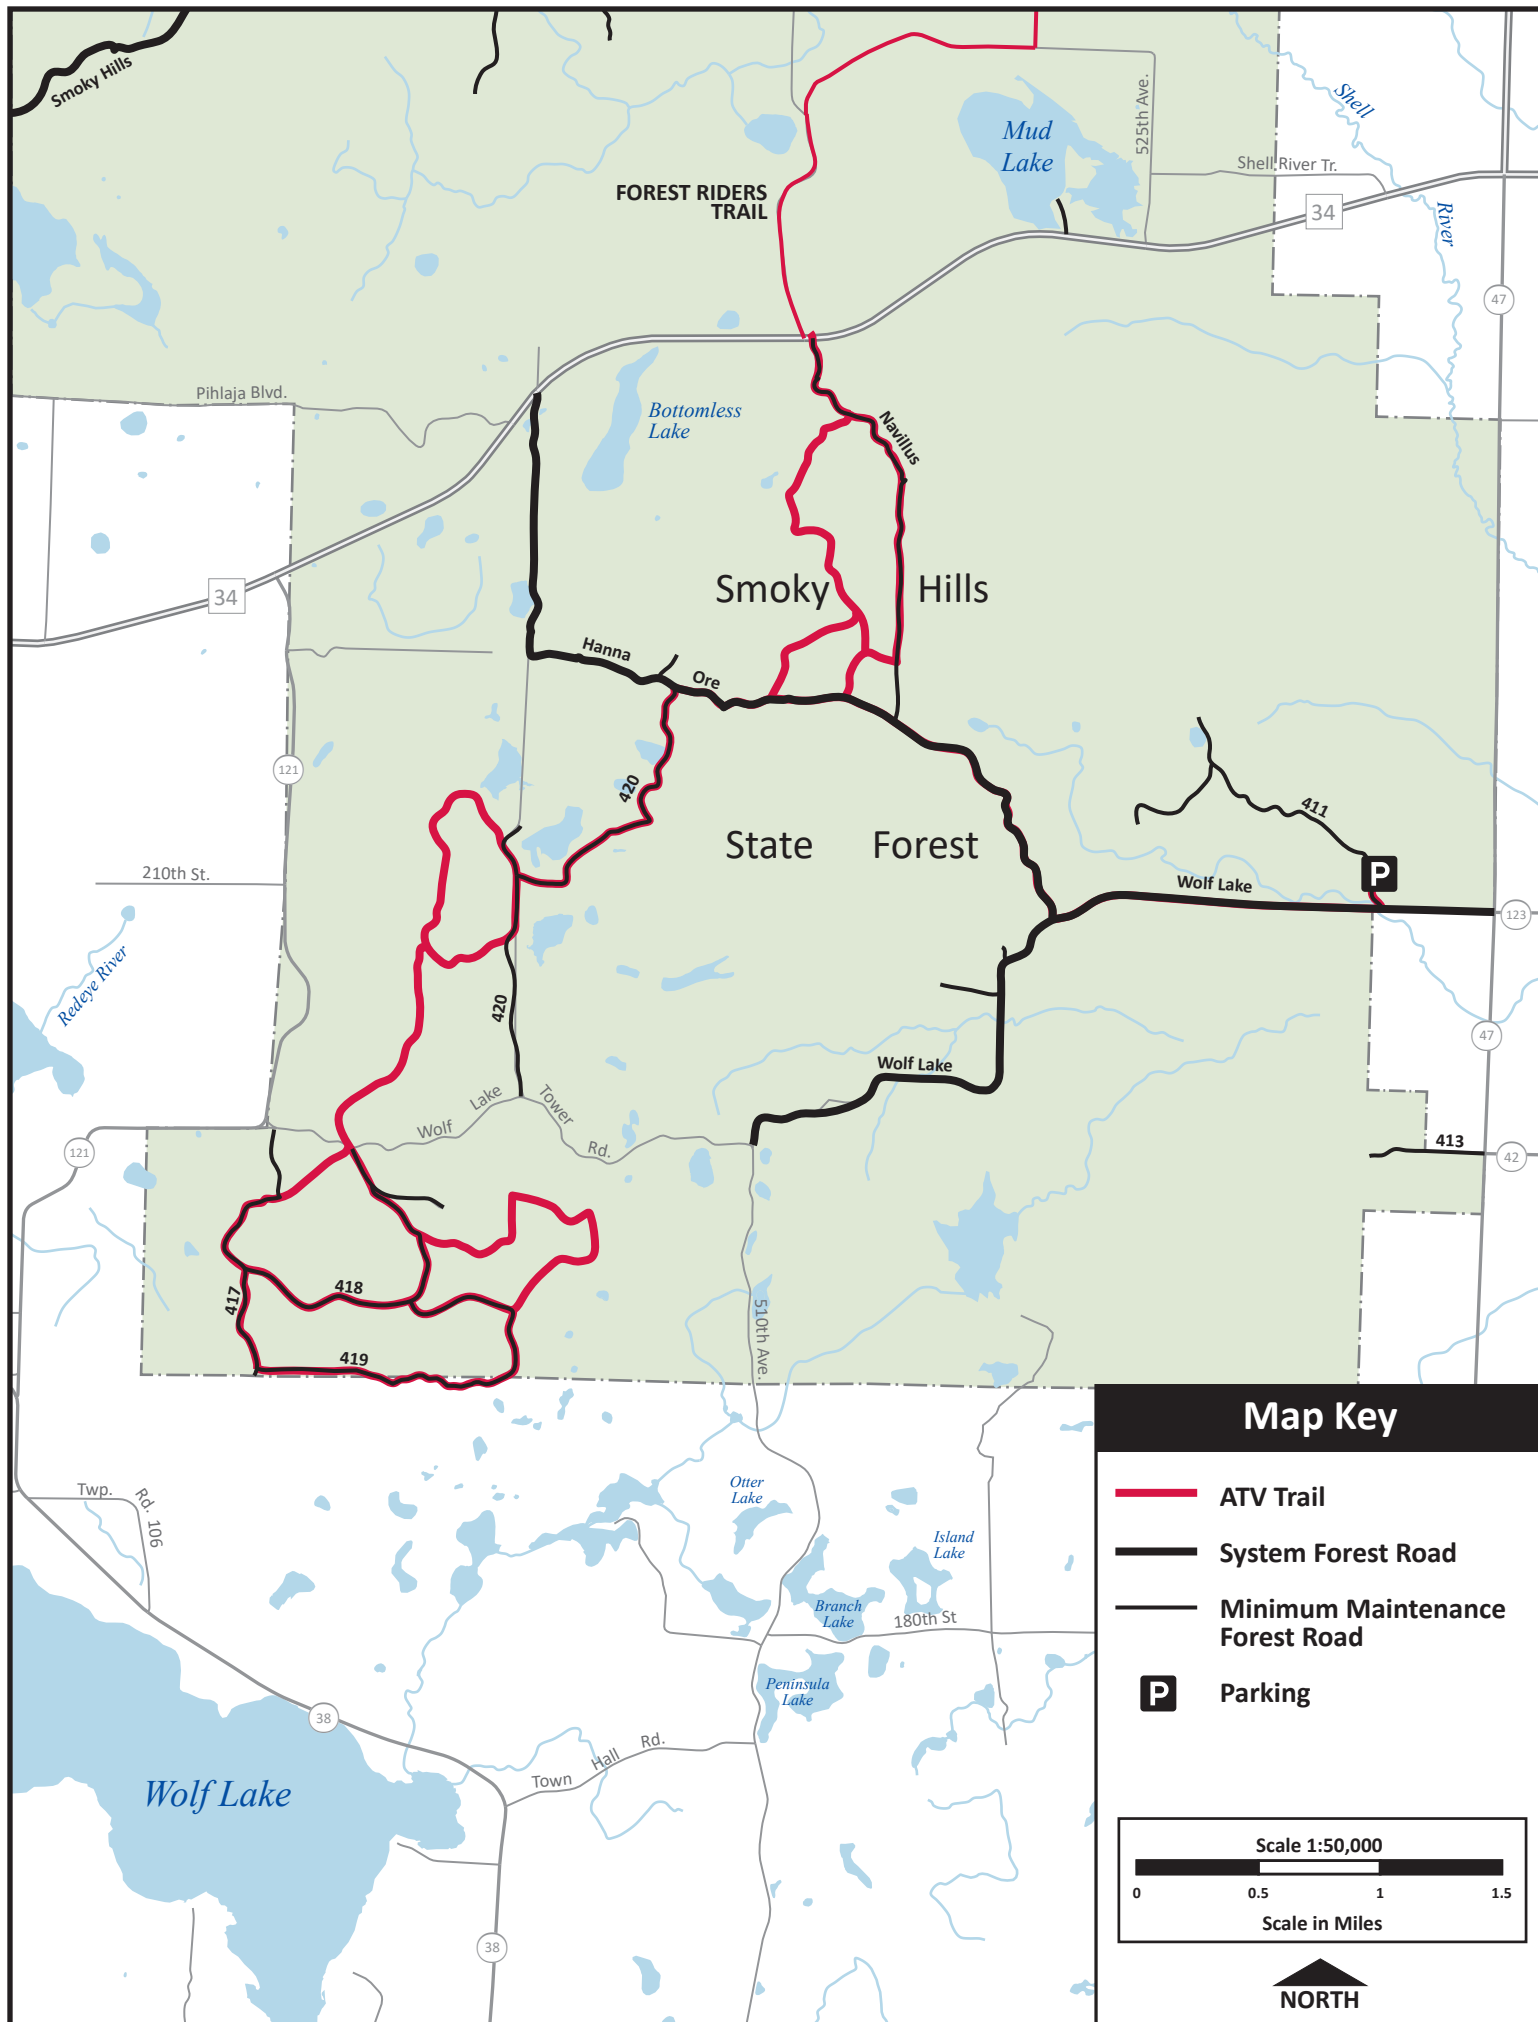 Smoky Hills
Shell
River
Mud
Lake
525th Ave.
Shell River Tr.
FOREST RIDERS
TRAIL
34
47
Pihlaja Blvd.
Bottomless
Lake
Navillus
34
Smoky Hills
Hanna
Ore
121
420
411
State Forest
P
210th St.
Wolf Lake
123
Redeye River
420
47
Wolf Lake
Wolf Lake Tower Rd.
413
42
121
417
418
510th Ave.
419
Map Key
ATV Trail
System Forest Road
Minimum Maintenance
Forest Road
P Parking
Twp. Rd. 106
Otter
Lake
Island
Lake
Branch
Lake
180th St
Peninsula
Lake
38
Town Hall Rd.
Wolf Lake
38
Scale 1:50,000
0 0.5 1 1.5
Scale in Miles
NORTH